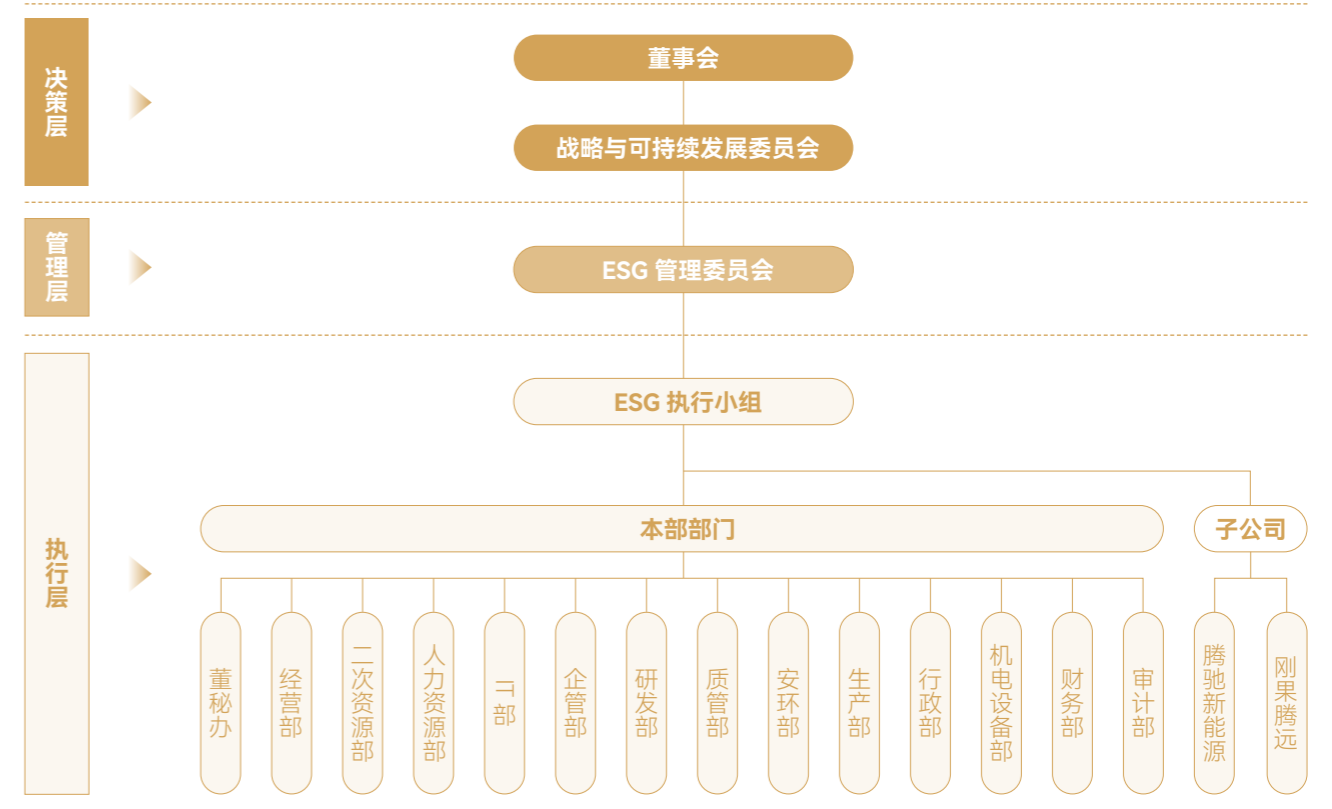 决策层
董事会
战略与可持续发展委员会
管理层
ESG 管理委员会
执行层
ESG 执行小组
本部部门
子公司
董秘办
经营部
二次资源部
人力资源部
IT部
企管部
研发部
质管部
安环部
生产部
行政部
机电设备部
财务部
审计部
腾驰新能源
刚果腾远